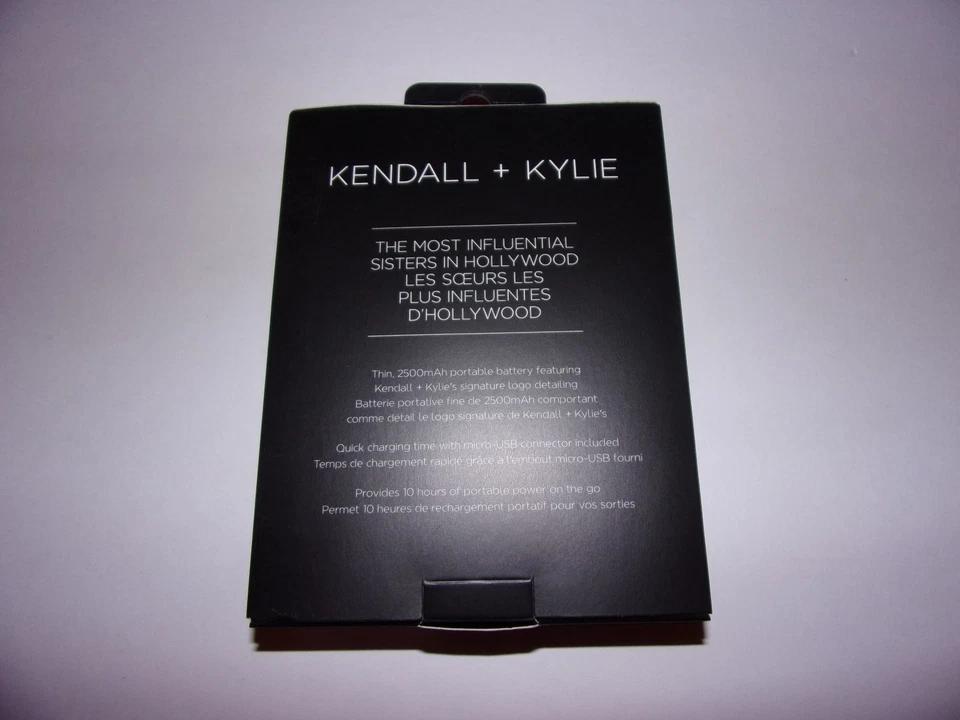 KENDALL + KYLIE
THE MOST INFLUENTIAL
SISTERS IN HOLLYWOOD
LES SŒURS LES
PLUS INFLUENTES
D'HOLLYWOOD
Thin, 2500mAh portable battery featuring
Kendall + Kylie's signature logo detailing
Batterie portative fine de 2500mAh comportant
comme détail le logo signature de Kendall + Kylie's
Quick charging time with micro-USB connector included
Temps de chargement rapide grâce à l'embout micro-USB fourni
Provides 10 hours of portable power on the go
Permet 10 heures de rechargement portatif pour vos sorties